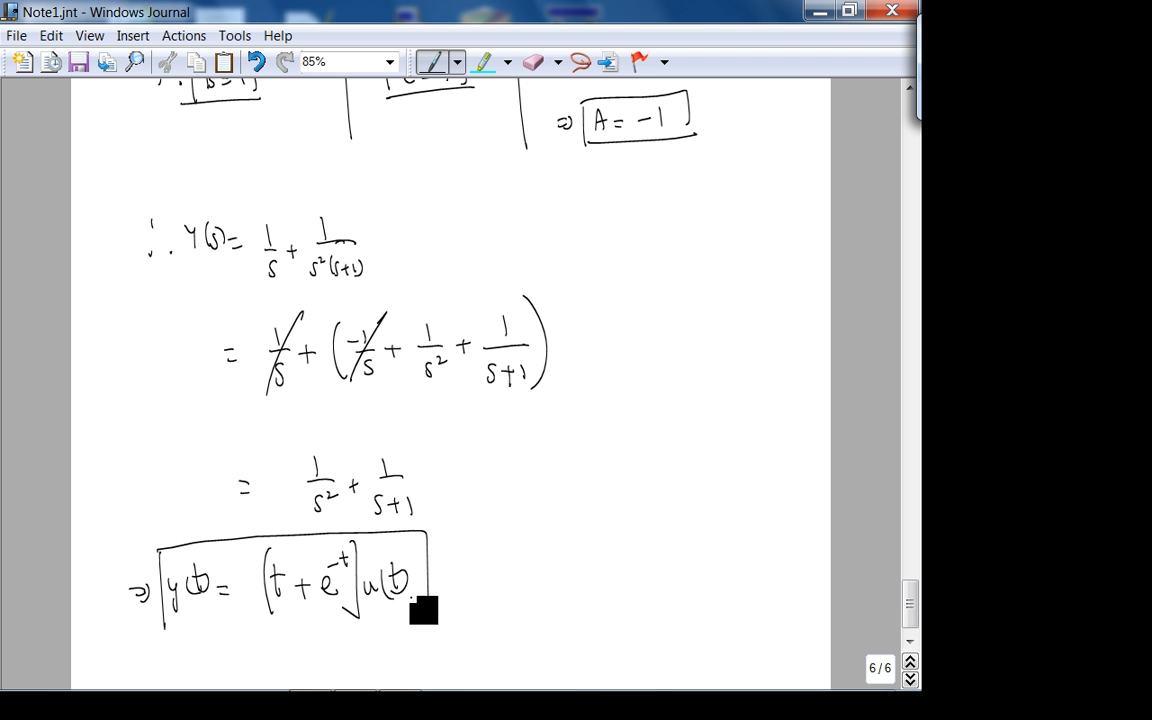 Note1.jnt - Windows Journal
File Edit View Insert Actions Tools Help
85%
⇒ A = -1
∴ Y(s) = 1/s + 1/(s²(s+1))
= 1/s + (-1/s + 1/s² + 1/(s+1))
= 1/s² + 1/(s+1)
⇒ y(t) = [t + e^-t] u(t).
6 / 6